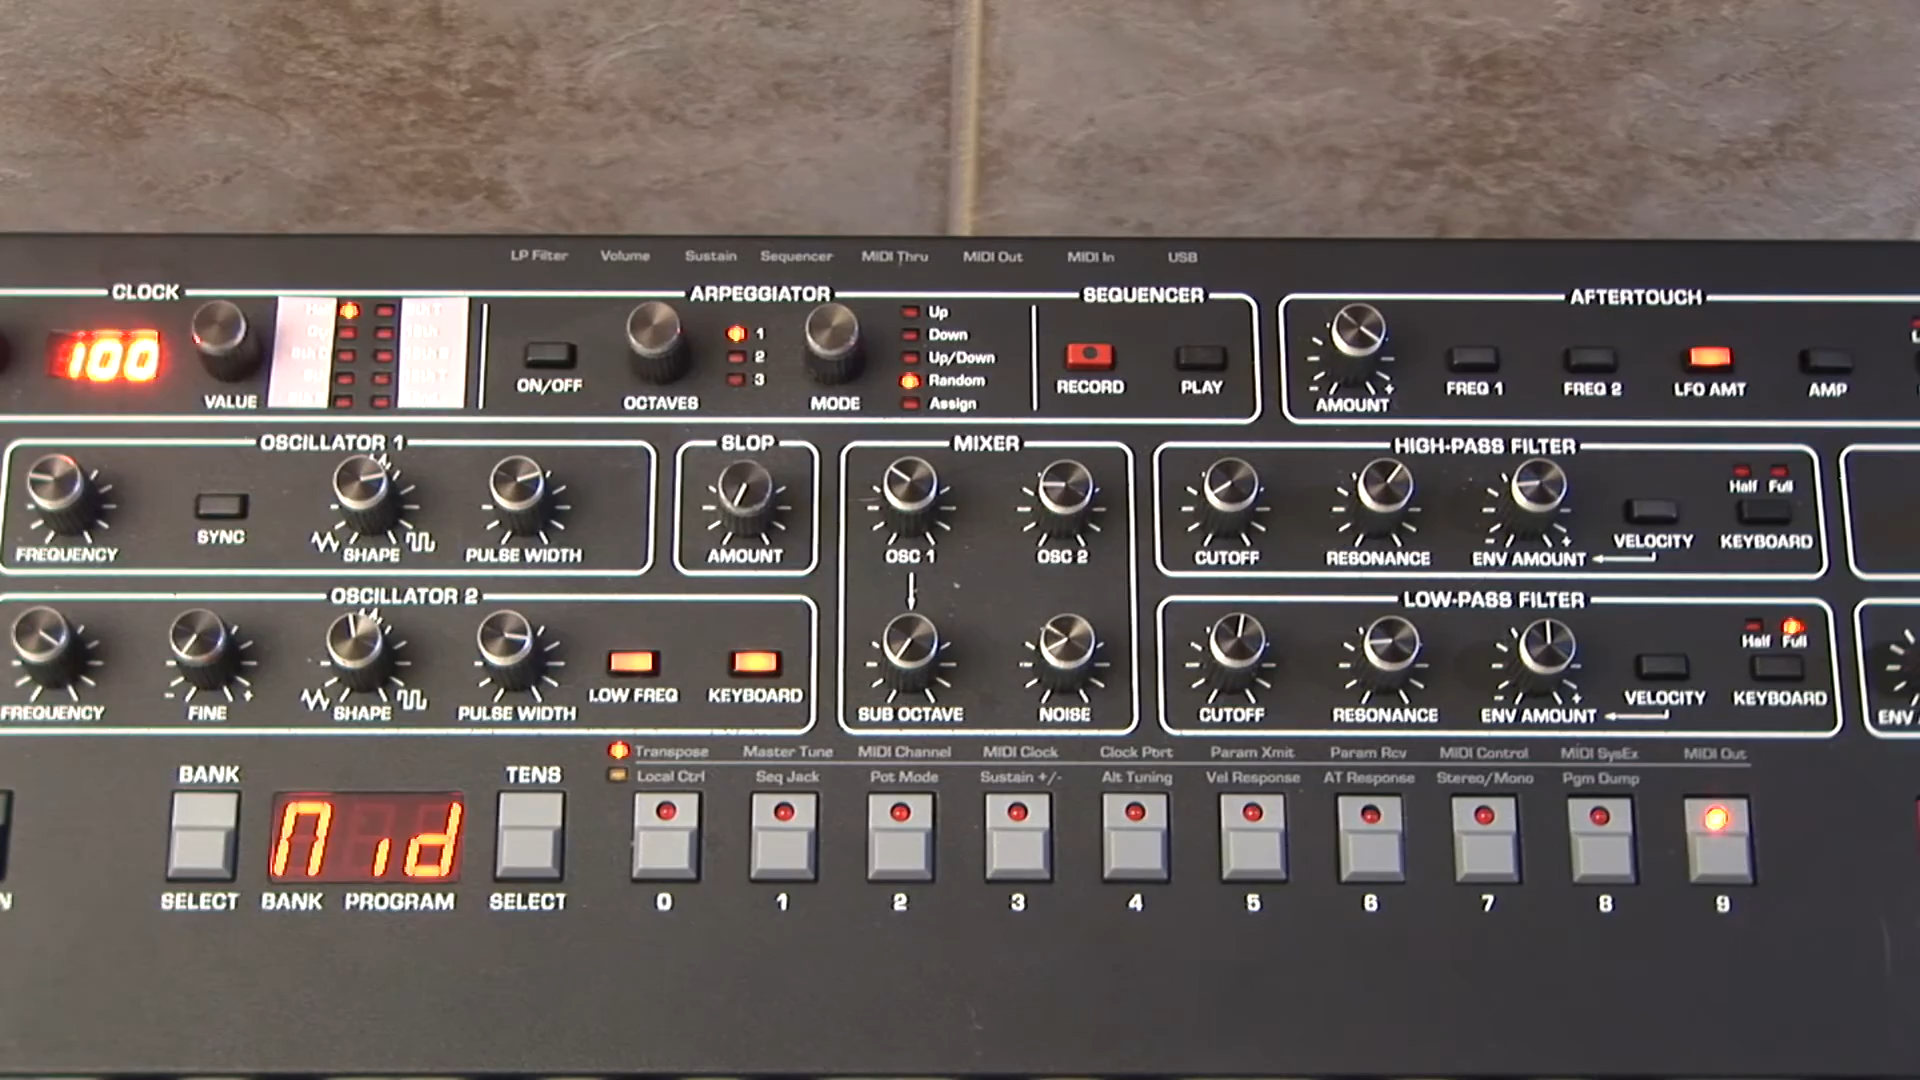 LP Filter Volume Sustain Sequencer MIDI Thru MIDI Out MIDI In USB
CLOCK ARPEGGIATOR SEQUENCER AFTERTOUCH
100
VALUE
ON/OFF
OCTAVES
1
2
3
MODE
Up
Down
Up/Down
Random
Assign
RECORD
PLAY
AMOUNT
- +
FREQ 1
FREQ 2
LFO AMT
AMP
OSCILLATOR 1
FREQUENCY
SYNC
SHAPE
PULSE WIDTH
SLOP
AMOUNT
MIXER
OSC 1
OSC 2
SUB OCTAVE
NOISE
HIGH-PASS FILTER
CUTOFF
RESONANCE
- +
ENV AMOUNT
VELOCITY
Half Full
KEYBOARD
OSCILLATOR 2
FREQUENCY
- +
FINE
SHAPE
PULSE WIDTH
LOW FREQ
KEYBOARD
LOW-PASS FILTER
CUTOFF
RESONANCE
- +
ENV AMOUNT
VELOCITY
Half Full
KEYBOARD
ENV
Transpose Master Tune MIDI Channel MIDI Clock Clock Port Param Xmit Param Rcv MIDI Control MIDI SysEx MIDI Out
Local Ctrl Seq Jack Pot Mode Sustain +/- Alt Tuning Vel Response AT Response Stereo/Mono Pgm Dump
BANK
SELECT
BANK PROGRAM
TENS
SELECT
0 1 2 3 4 5 6 7 8 9